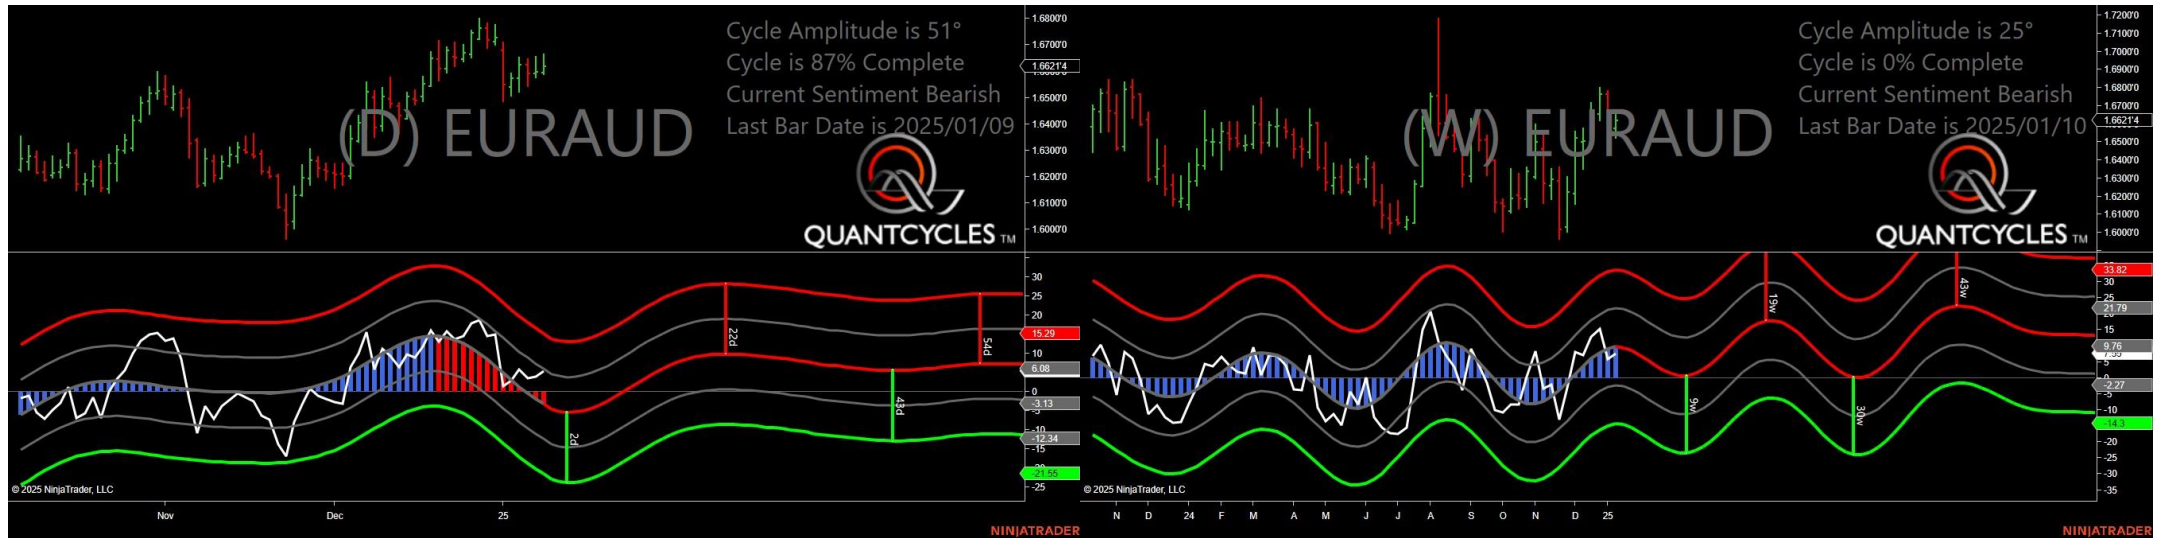 Cycle Amplitude is 51°
Cycle is 87% Complete
Current Sentiment Bearish
Last Bar Date is 2025/01/09
(D) EURAUD
QUANTCYCLES TM
1.6800'0
1.6700'0
1.6621'4
1.6500'0
1.6400'0
1.6300'0
1.6200'0
1.6100'0
1.6000'0
30
25
20
15.29
10
6.08
0
-3.13
-10
-12.34
-15
-21.55
-25
2d
22d
43d
54d
© 2025 NinjaTrader, LLC
Nov
Dec
25
NINJATRADER
Cycle Amplitude is 25°
Cycle is 0% Complete
Current Sentiment Bearish
Last Bar Date is 2025/01/10
(W) EURAUD
QUANTCYCLES TM
1.7200'0
1.7100'0
1.7000'0
1.6900'0
1.6800'0
1.6700'0
1.6621'4
1.6500'0
1.6400'0
1.6300'0
1.6200'0
1.6100'0
1.6000'0
33.82
30
25
21.79
15
9.76
5
0
-2.27
-5
-10
-14.3
-20
-25
-30
-35
9w
19w
30w
43w
© 2025 NinjaTrader, LLC
N
D
24
F
M
A
M
J
J
A
S
O
N
D
25
NINJATRADER